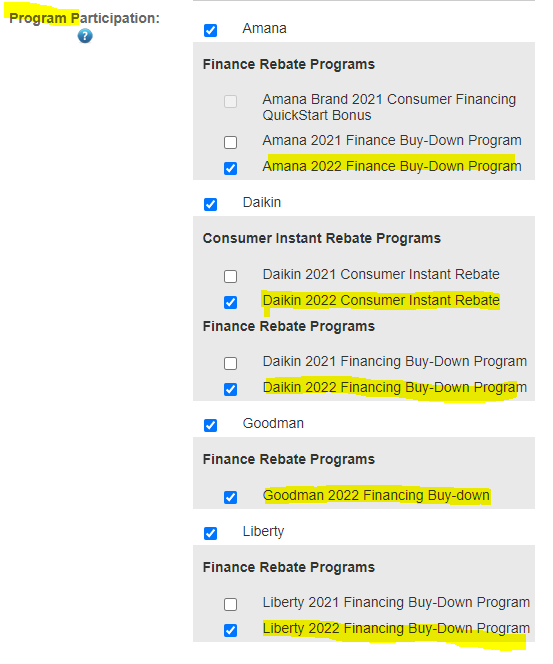 Program Participation:
?
Amana
Finance Rebate Programs
Amana Brand 2021 Consumer Financing
QuickStart Bonus
Amana 2021 Finance Buy-Down Program
Amana 2022 Finance Buy-Down Program
Daikin
Consumer Instant Rebate Programs
Daikin 2021 Consumer Instant Rebate
Daikin 2022 Consumer Instant Rebate
Finance Rebate Programs
Daikin 2021 Financing Buy-Down Program
Daikin 2022 Financing Buy-Down Program
Goodman
Finance Rebate Programs
Goodman 2022 Financing Buy-down
Liberty
Finance Rebate Programs
Liberty 2021 Financing Buy-Down Program
Liberty 2022 Financing Buy-Down Program